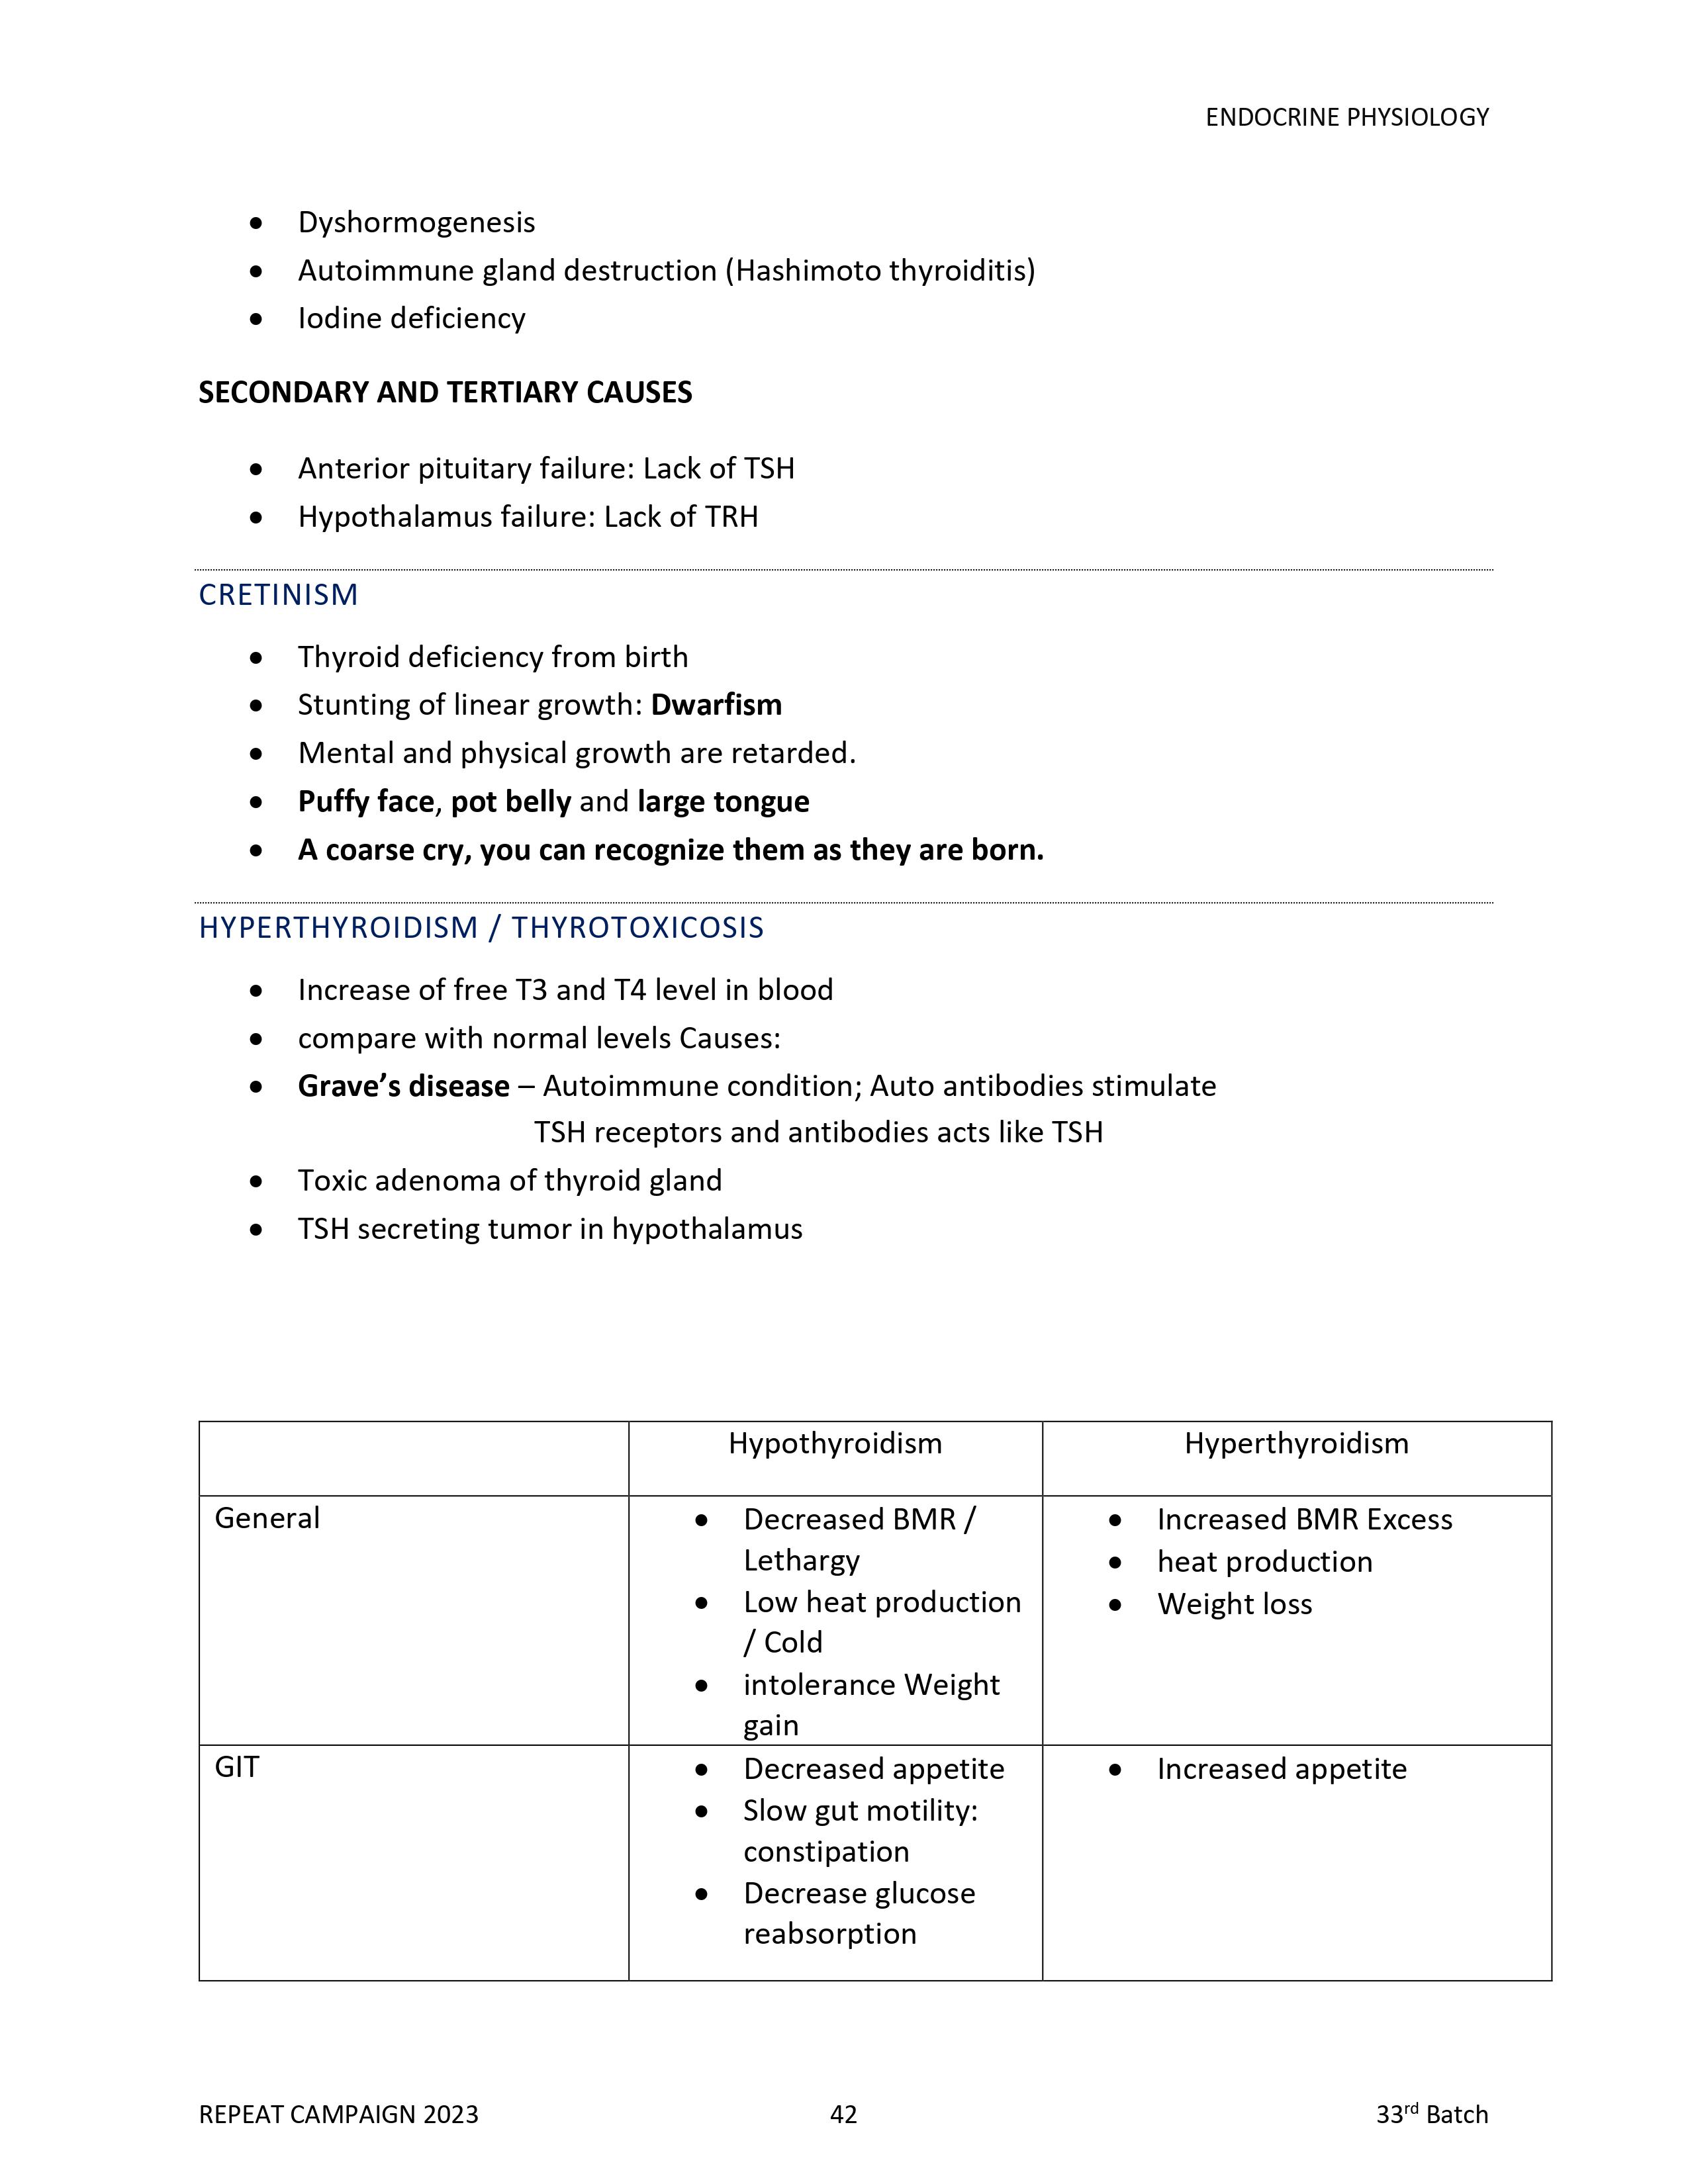 ENDOCRINE PHYSIOLOGY
• Dyshormogenesis
• Autoimmune gland destruction (Hashimoto thyroiditis)
• Iodine deficiency
SECONDARY AND TERTIARY CAUSES
• Anterior pituitary failure: Lack of TSH
• Hypothalamus failure: Lack of TRH
CRETINISM
• Thyroid deficiency from birth
• Stunting of linear growth: Dwarfism
• Mental and physical growth are retarded.
• Puffy face, pot belly and large tongue
• A coarse cry, you can recognize them as they are born.
HYPERTHYROIDISM / THYROTOXICOSIS
• Increase of free T3 and T4 level in blood
• compare with normal levels Causes:
• Grave’s disease – Autoimmune condition; Auto antibodies stimulate
TSH receptors and antibodies acts like TSH
• Toxic adenoma of thyroid gland
• TSH secreting tumor in hypothalamus
Hypothyroidism
Hyperthyroidism
General
• Decreased BMR /
Lethargy
• Low heat production
/ Cold
• intolerance Weight
gain
• Increased BMR Excess
• heat production
• Weight loss
GIT
• Decreased appetite
• Slow gut motility:
constipation
• Decrease glucose
reabsorption
• Increased appetite
REPEAT CAMPAIGN 2023
42
33rd Batch